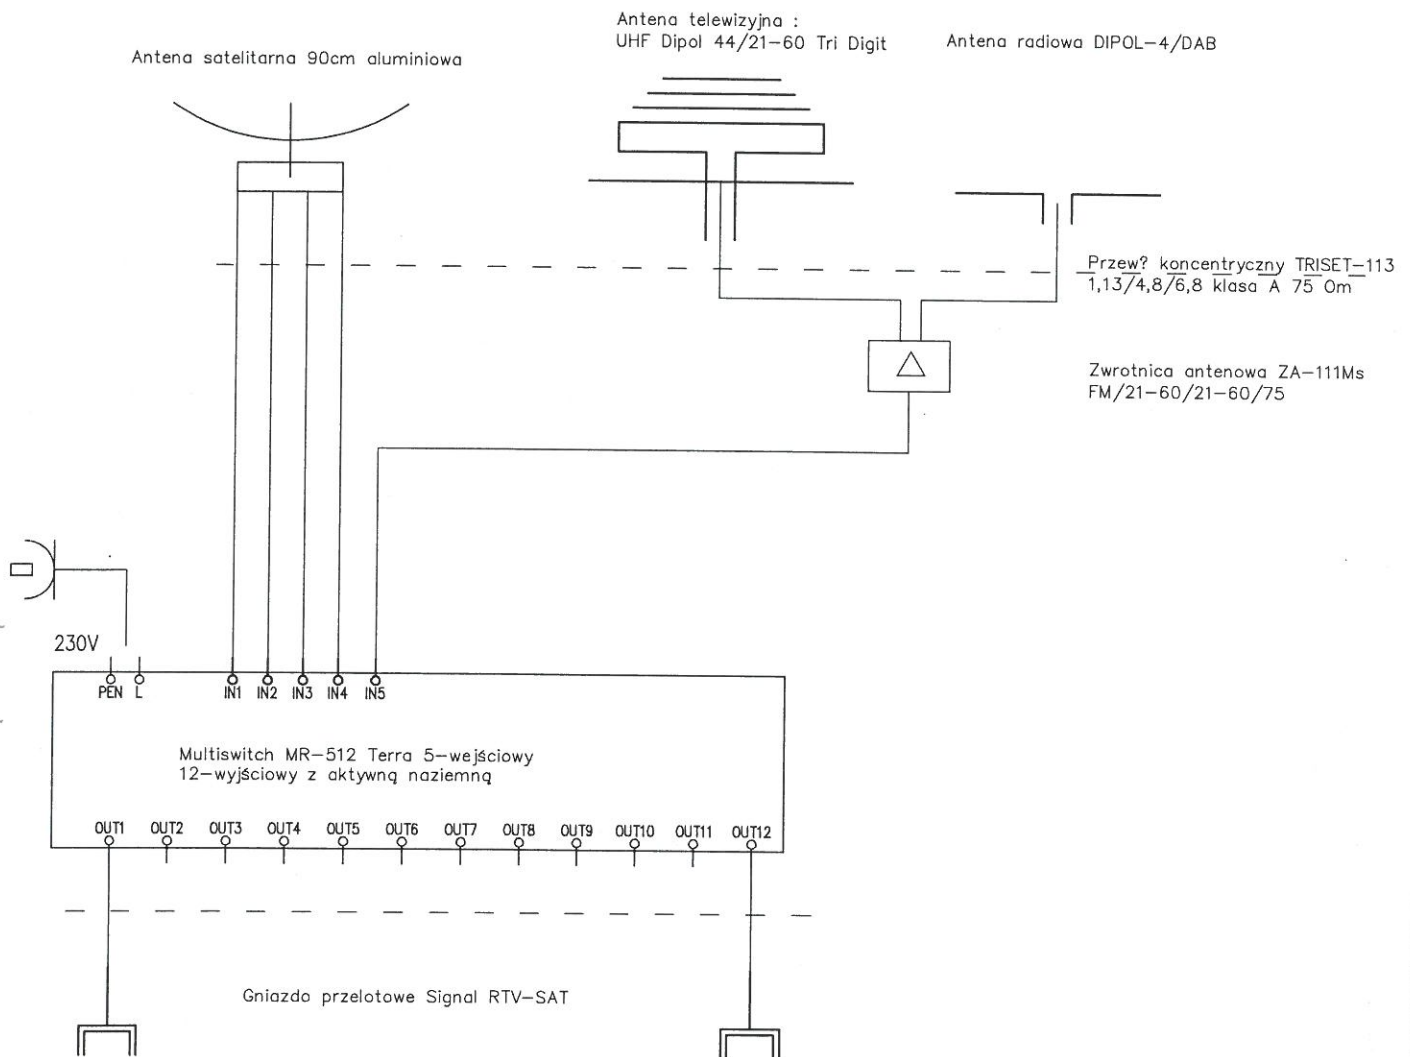 Antena telewizyjna :
UHF Dipol 44/21-60 Tri Digit
Antena radiowa DIPOL-4/DAB
Antena satelitarna 90cm aluminiowa
Przew? koncentryczny TRISET-113
1,13/4,8/6,8 klasa A 75 Om
Zwrotnica antenowa ZA-111Ms
FM/21-60/21-60/75
230V
PEN L IN1 IN2 IN3 IN4 IN5
Multiswitch MR-512 Terra 5-wejściowy
12-wyjściowy z aktywną naziemną
OUT1 OUT2 OUT3 OUT4 OUT5 OUT6 OUT7 OUT8 OUT9 OUT10 OUT11 OUT12
Gniazdo przelotowe Signal RTV-SAT